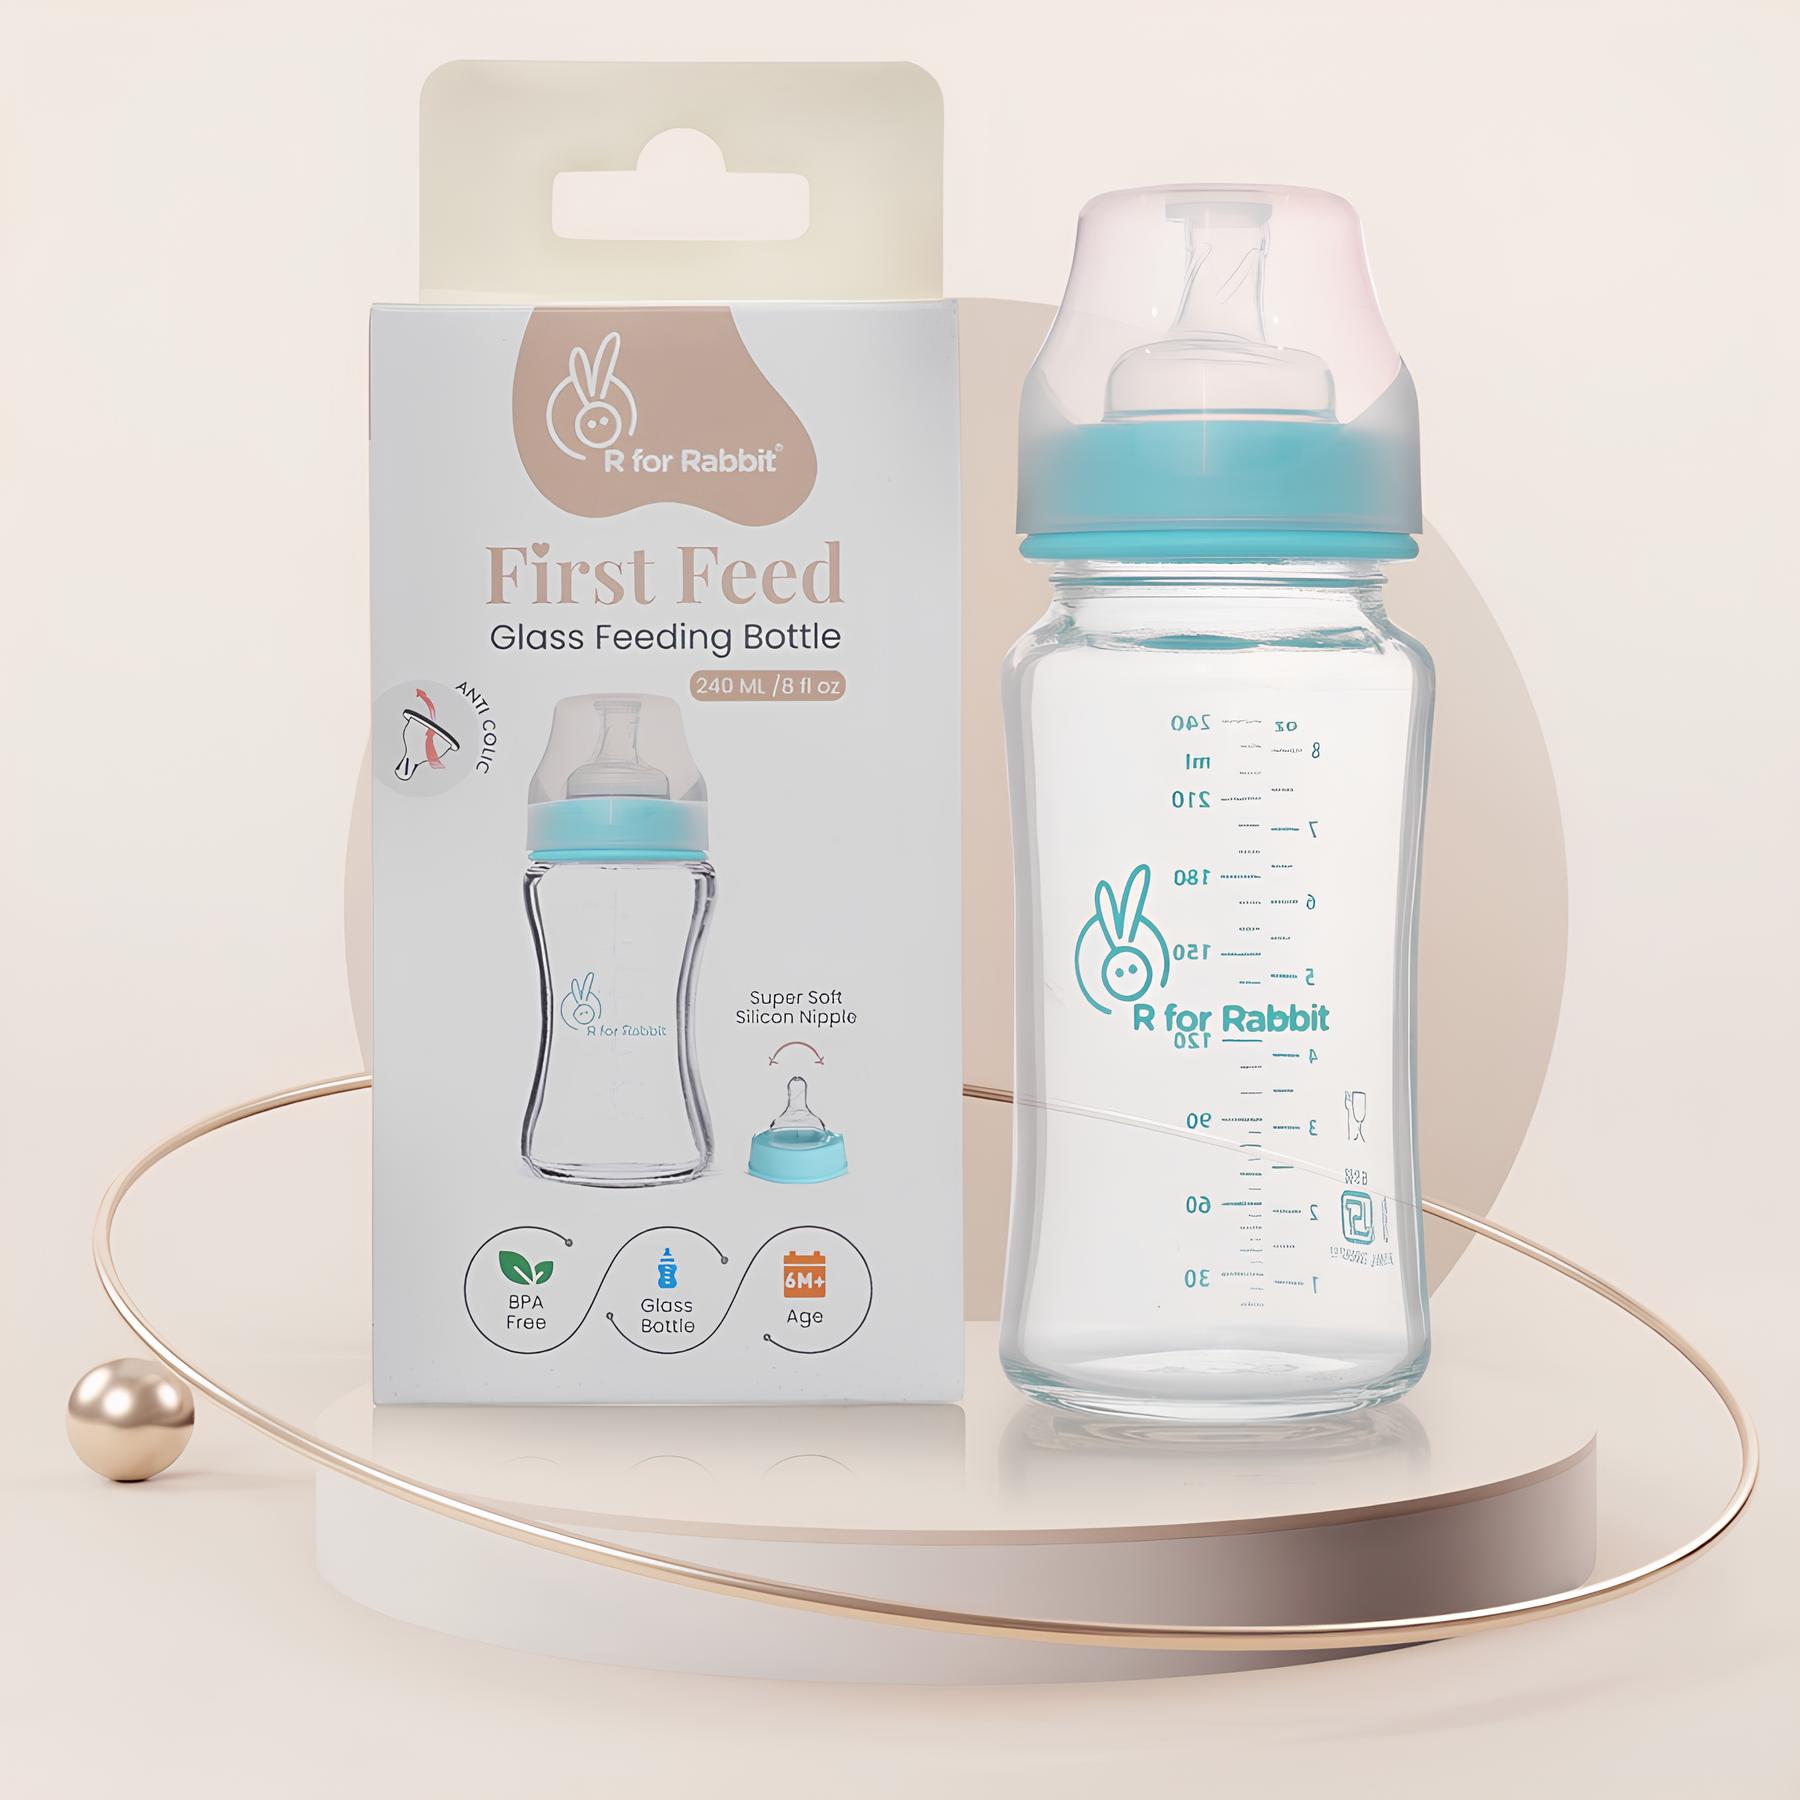 R for Rabbit®
First Feed
Glass Feeding Bottle
240 ML /8 fl oz
ANTI COLIC
R for Rabbit
Super Soft
Silicon Nipple
BPA
Free
Glass
Bottle
6M+
Age
240 oz
8
ml
210
7
180
6
150
5
R for Rabbit
120
4
90
3
60
2
30
1